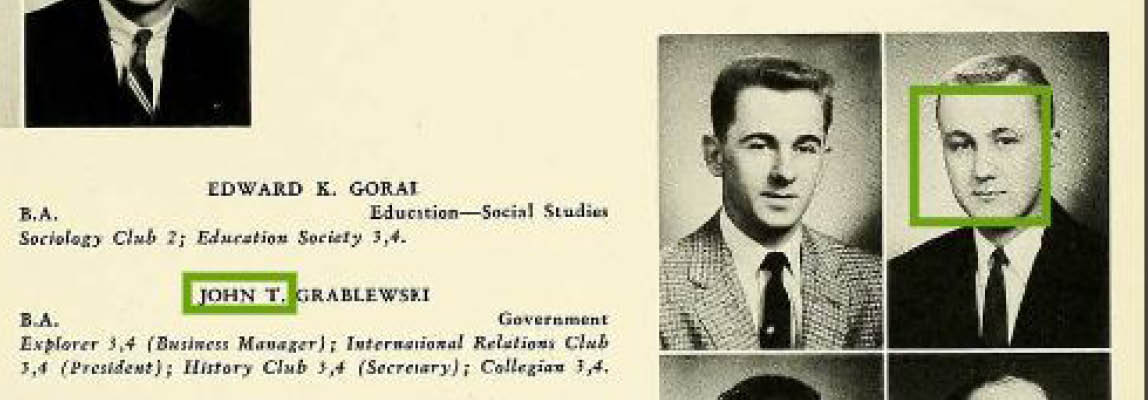 EDWARD K. GORAI
B.A. Education—Social Studies
Sociology Club 2; Education Society 3,4.
JOHN T. GRABLEWSKI
B.A. Government
Explorer 3,4 (Business Manager); International Relations Club
3,4 (President); History Club 3,4 (Secretary); Collegian 3,4.